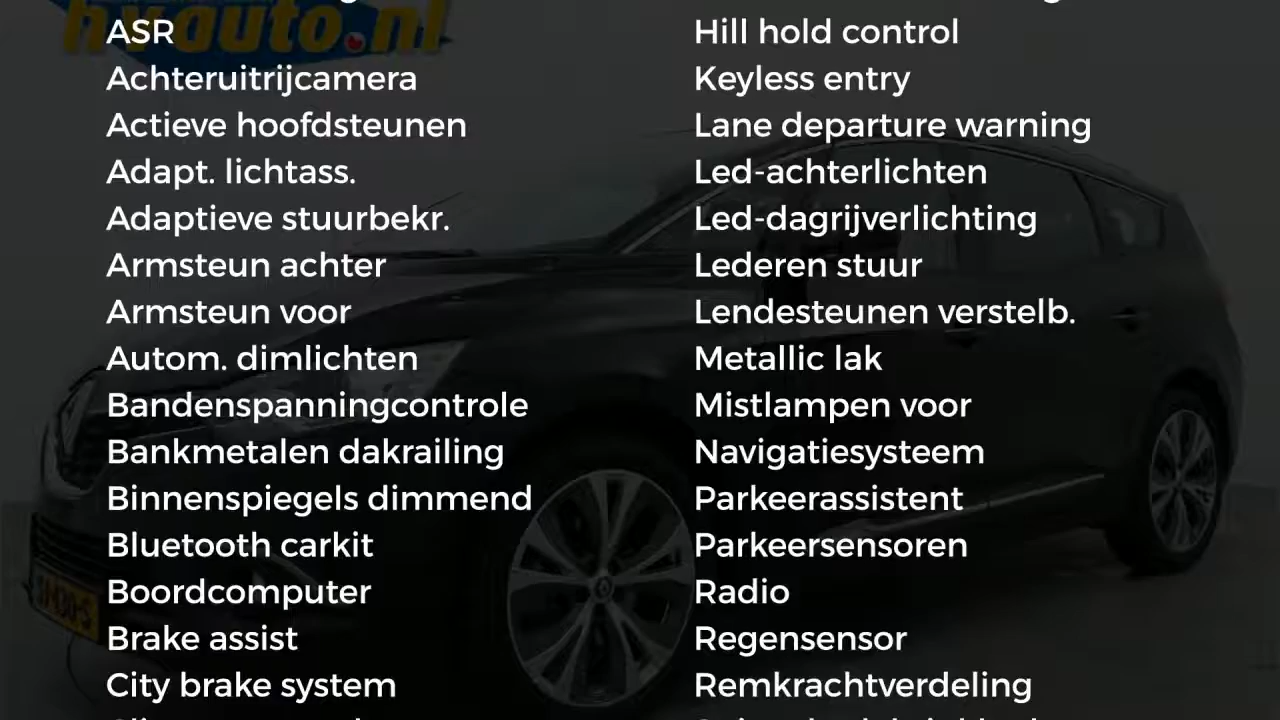 hvauto.nl
ASR
Achteruitrijcamera
Actieve hoofdsteunen
Adapt. lichtass.
Adaptieve stuurbekr.
Armsteun achter
Armsteun voor
Autom. dimlichten
Bandenspanningcontrole
Bankmetalen dakrailing
Binnenspiegels dimmend
Bluetooth carkit
Boordcomputer
Brake assist
City brake system
Hill hold control
Keyless entry
Lane departure warning
Led-achterlichten
Led-dagrijverlichting
Lederen stuur
Lendesteunen verstelb.
Metallic lak
Mistlampen voor
Navigatiesysteem
Parkeerassistent
Parkeersensoren
Radio
Regensensor
Remkrachtverdeling